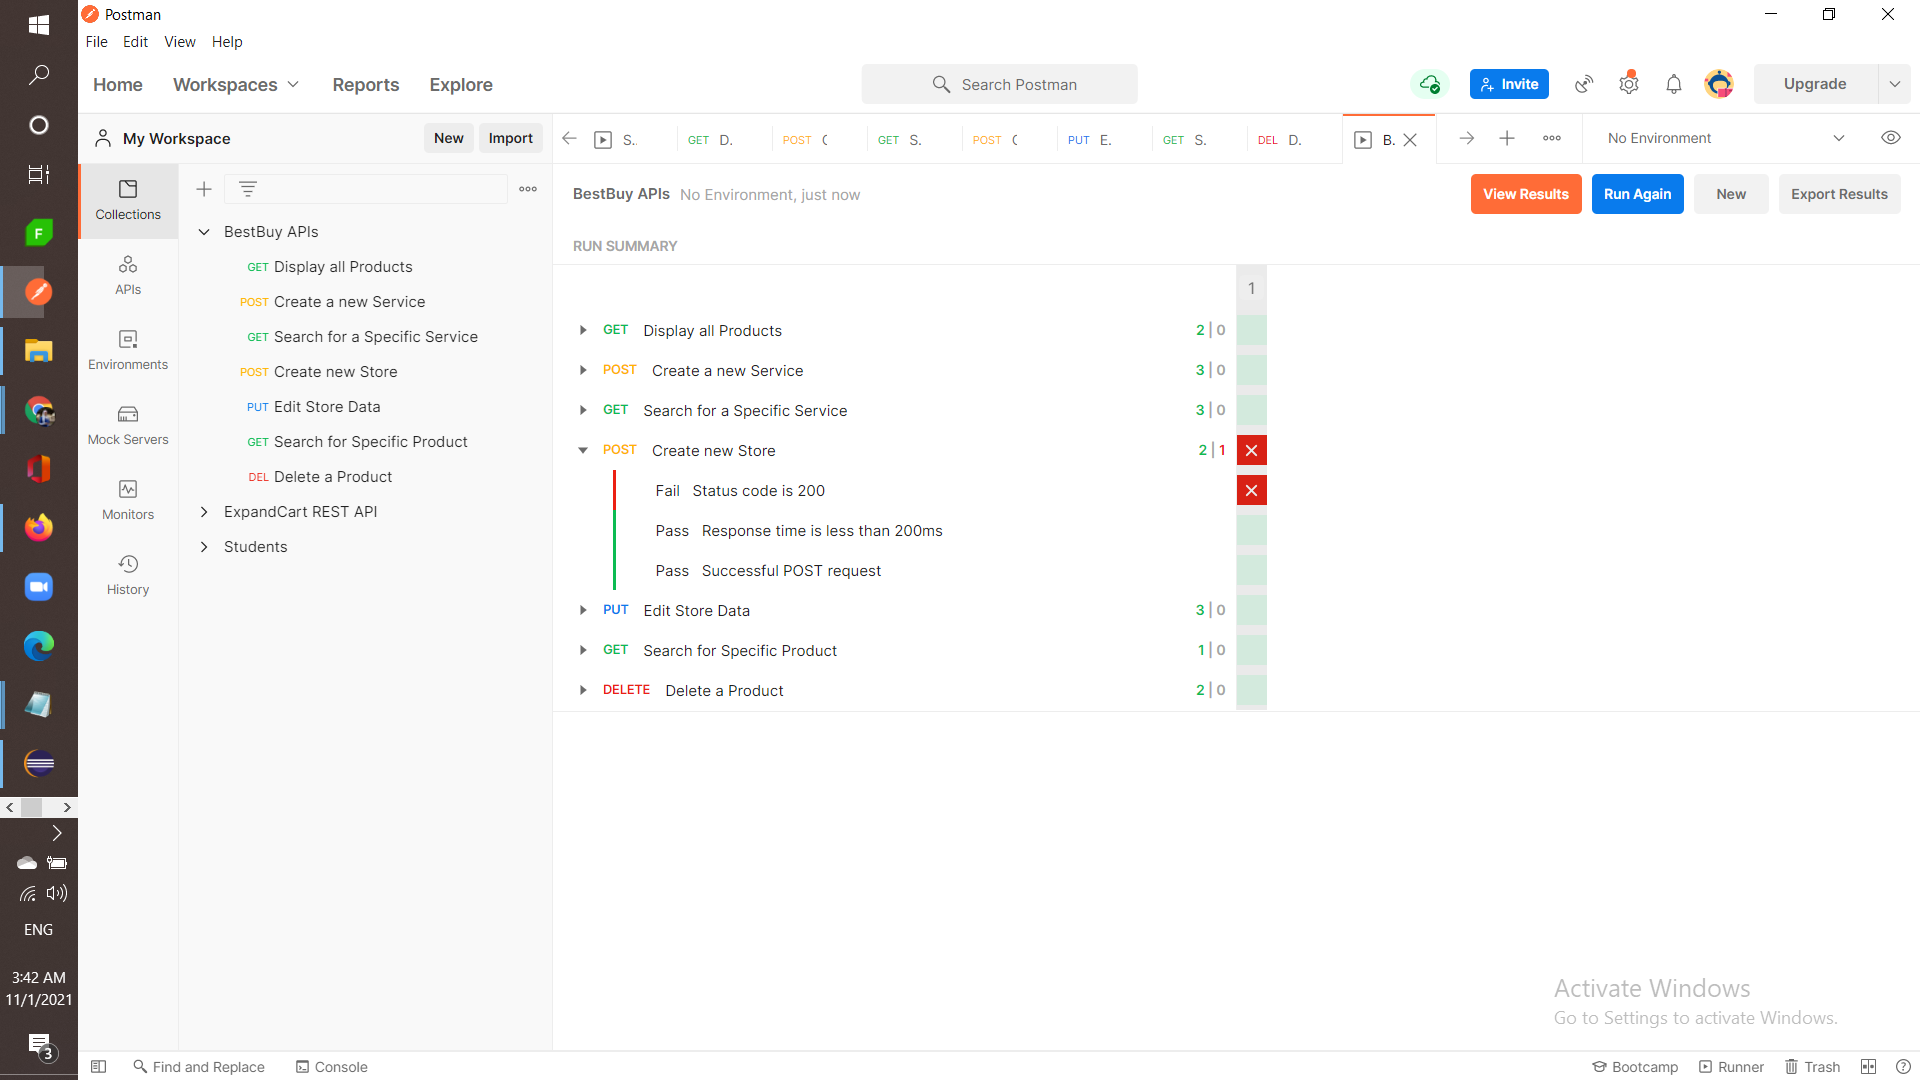 Postman
File Edit View Help
Home Workspaces Reports Explore
Search Postman
Invite
Upgrade
My Workspace
New Import
S..
GET D.
POST
GET S.
POST
PUT E.
GET S.
DEL D.
B.
No Environment
Collections
APIs
Environments
Mock Servers
Monitors
History
BestBuy APIs
GET Display all Products
POST Create a new Service
GET Search for a Specific Service
POST Create new Store
PUT Edit Store Data
GET Search for Specific Product
DEL Delete a Product
ExpandCart REST API
Students
BestBuy APIs No Environment, just now
View Results Run Again New Export Results
RUN SUMMARY
1
GET Display all Products 2 | 0
POST Create a new Service 3 | 0
GET Search for a Specific Service 3 | 0
POST Create new Store 2 | 1
Fail Status code is 200
Pass Response time is less than 200ms
Pass Successful POST request
PUT Edit Store Data 3 | 0
GET Search for Specific Product 1 | 0
DELETE Delete a Product 2 | 0
Activate Windows
Go to Settings to activate Windows.
F
ENG
3:42 AM
11/1/2021
3
Find and Replace Console
Bootcamp Runner Trash